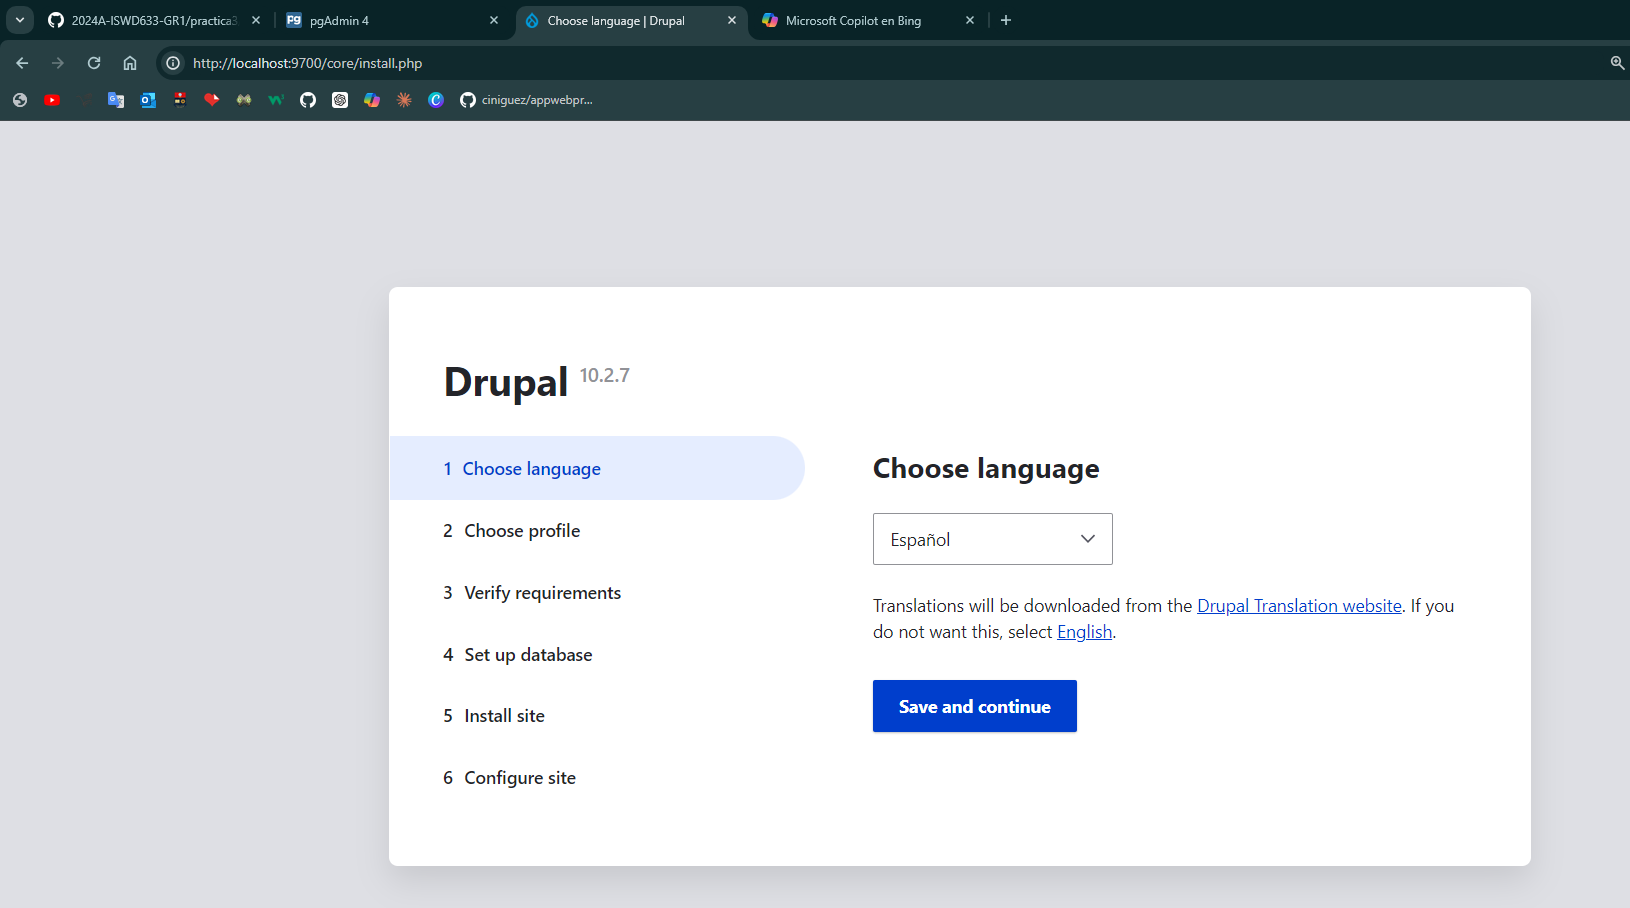 2024A-ISWD633-GR1/practica3
pgAdmin 4
Choose language | Drupal
Microsoft Copilot en Bing
http://localhost:9700/core/install.php
ciniguez/appwebpr...
Drupal 10.2.7
1 Choose language
2 Choose profile
3 Verify requirements
4 Set up database
5 Install site
6 Configure site
Choose language
Español
Translations will be downloaded from the Drupal Translation website. If you
do not want this, select English.
Save and continue